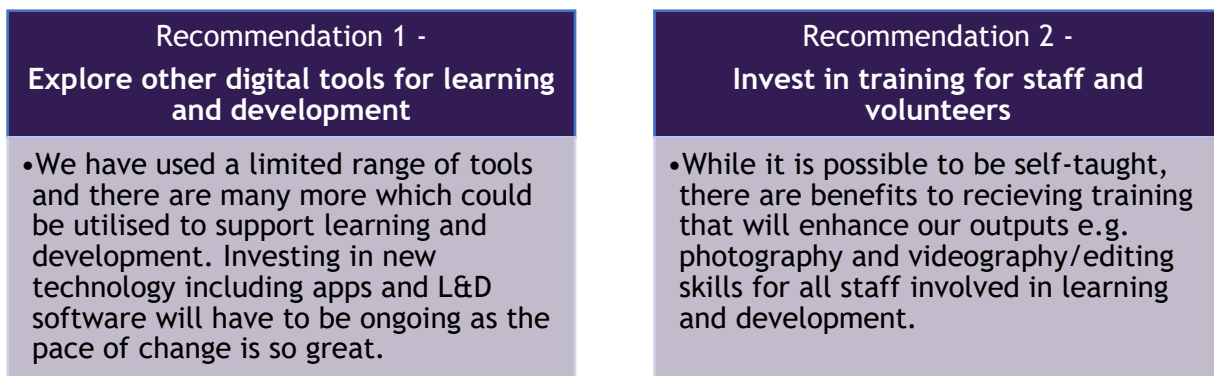 Recommendation 1 -
Explore other digital tools for learning
and development
•We have used a limited range of tools
and there are many more which could
be utilised to support learning and
development. Investing in new
technology including apps and L&D
software will have to be ongoing as the
pace of change is so great.
Recommendation 2 -
Invest in training for staff and
volunteers
•While it is possible to be self-taught,
there are benefits to recieving training
that will enhance our outputs e.g.
photography and videography/editing
skills for all staff involved in learning
and development.